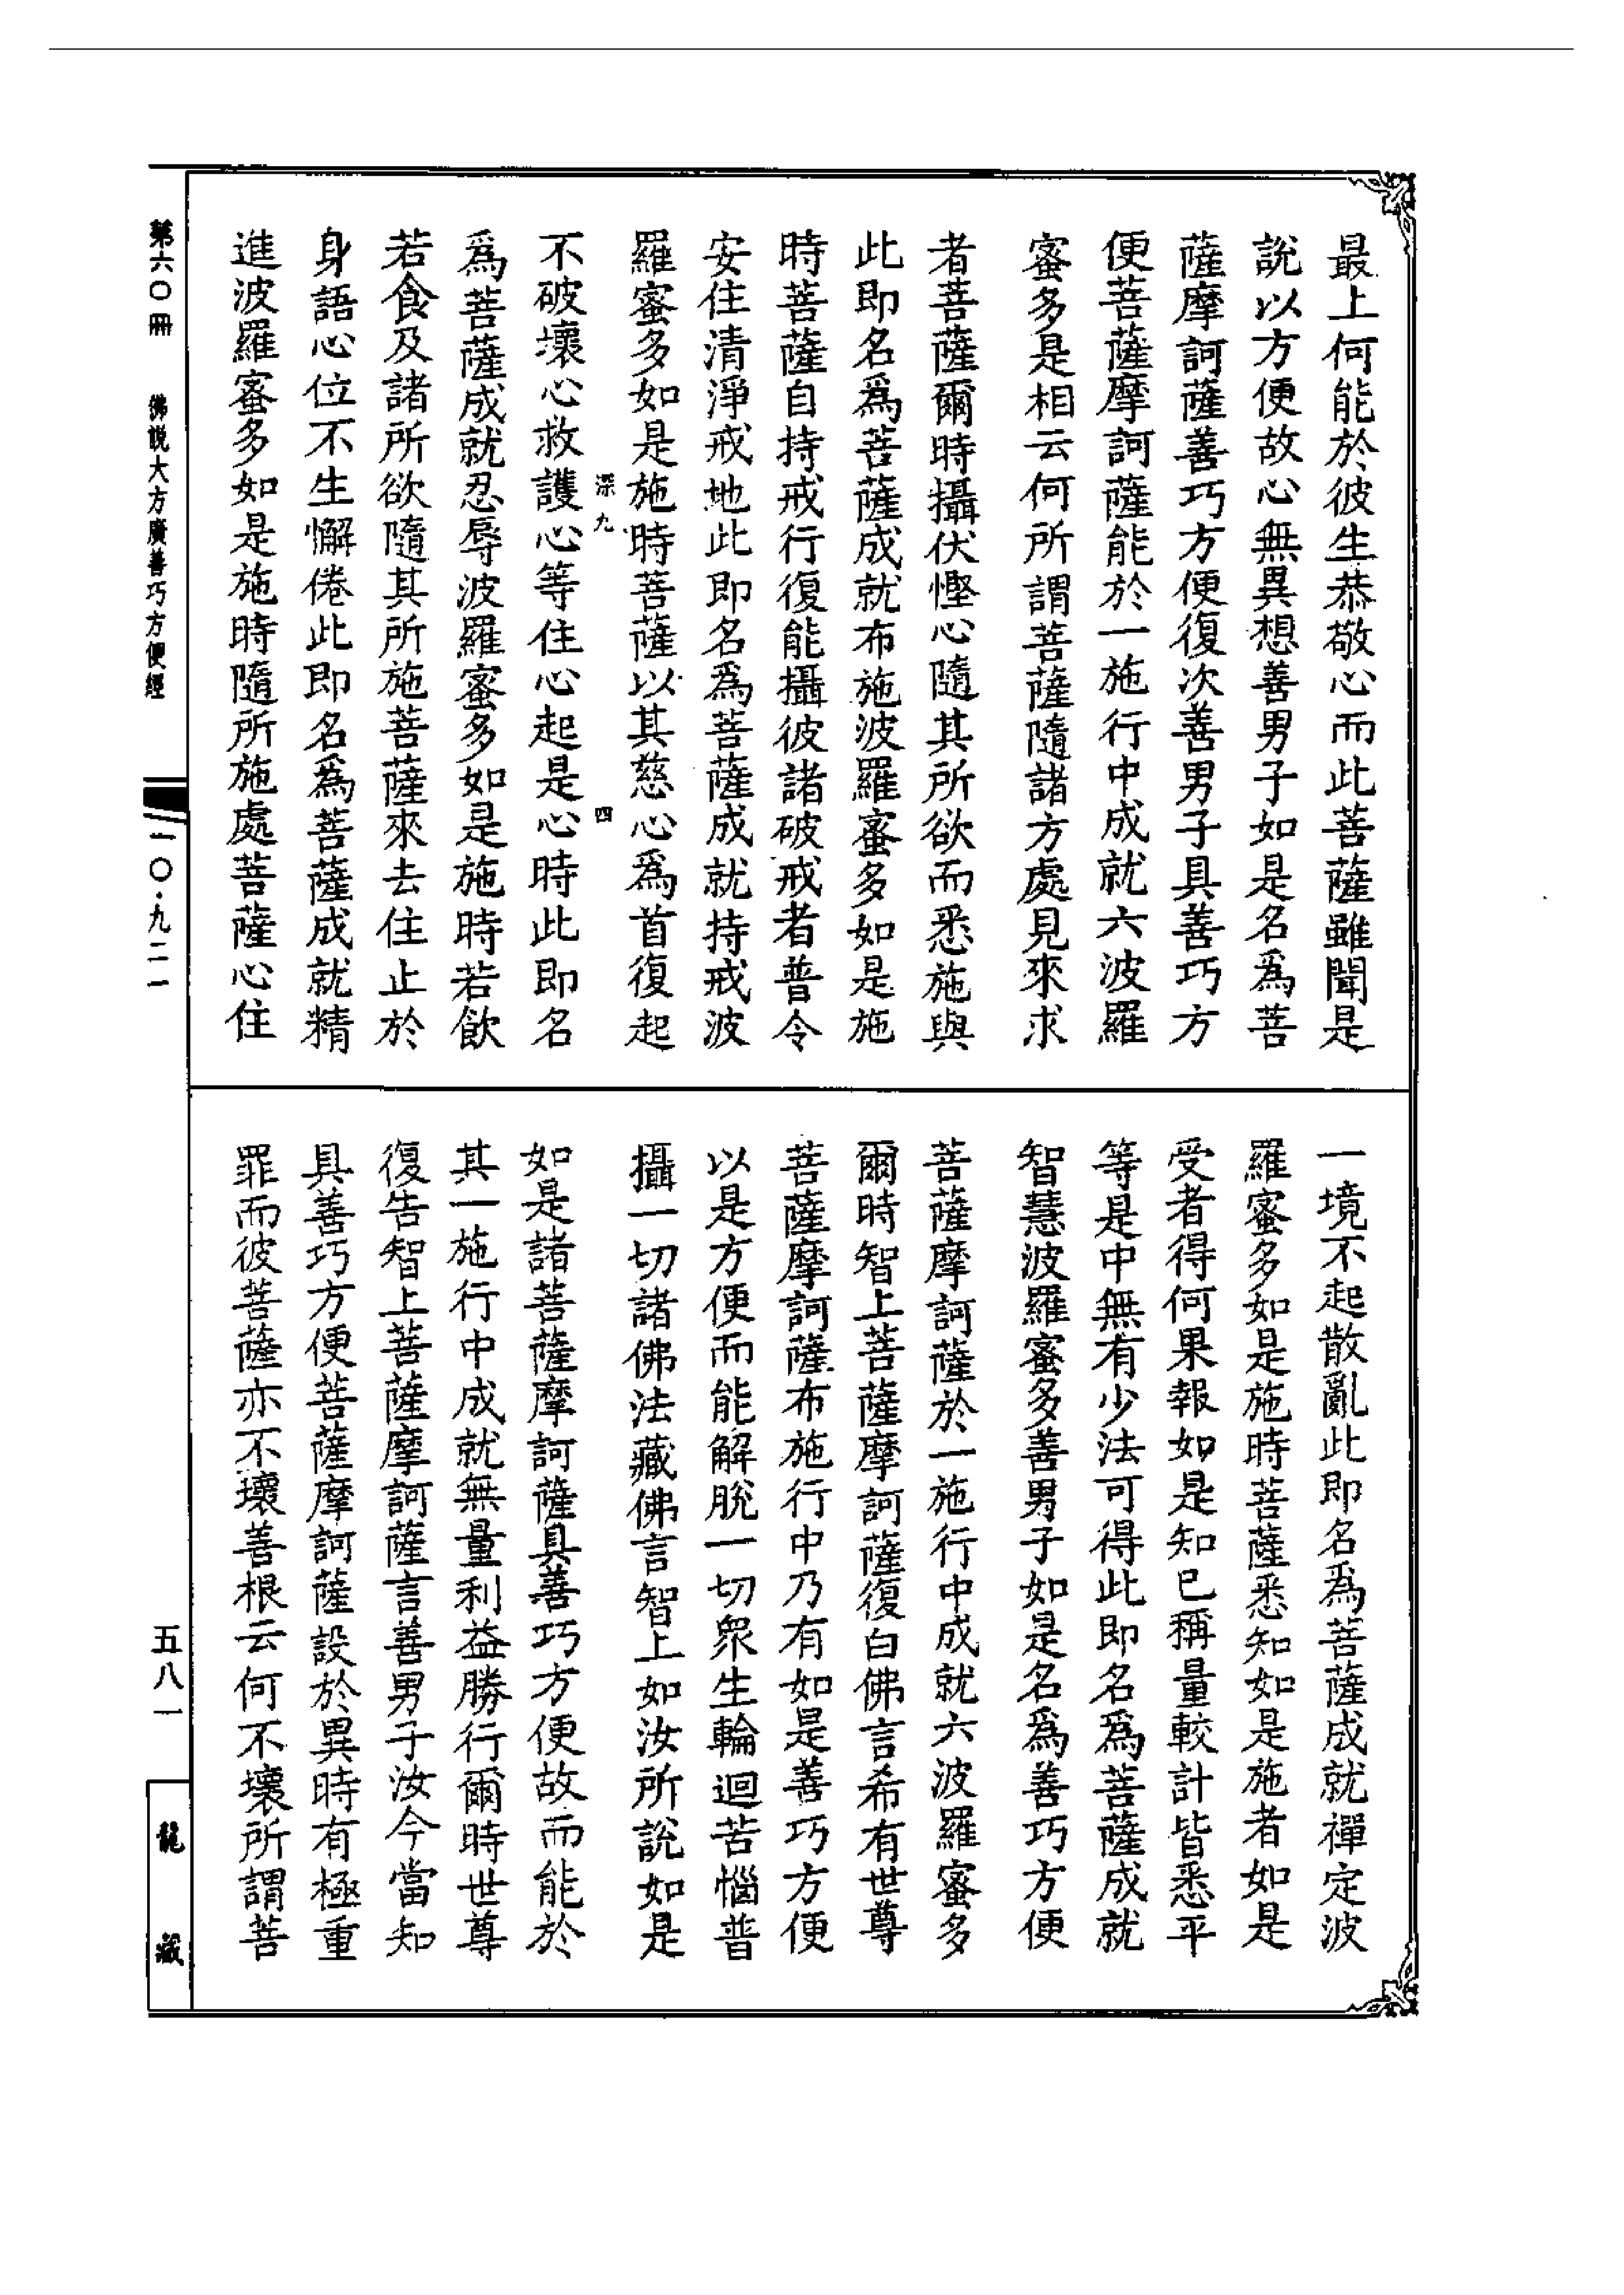 最上何能於彼生恭敬心而此菩薩雖聞是
說以方便故心無異想善男子如是名爲菩
薩摩訶薩善巧方便復次善男子具善巧方
便菩薩摩訶薩能於一施行中成就六波羅
蜜多是相云何所謂菩薩隨諸方處見來求
者菩薩爾時攝伏慳心隨其所欲而悉施與
此即名爲菩薩成就布施波羅蜜多如是施
時菩薩自持戒行復能攝彼諸破戒者普令
安住清淨戒地此即名爲菩薩成就持戒波
羅蜜多如是施時菩薩以其慈心爲首復起
深九 四
不破壞心救護心等住心起是心時此即名
爲菩薩成就忍辱波羅蜜多如是施時若飲
若食及諸所欲隨其所施菩薩來去住止於
身語心位不生懈倦此即名爲菩薩成就精
進波羅蜜多如是施時隨所施處菩薩心住
一境不起散亂此即名爲菩薩成就禪定波
羅蜜多如是施時菩薩悉知如是施者如是
受者得何果報如是知已稱量較計皆悉平
等是中無有少法可得此即名爲菩薩成就
智慧波羅蜜多善男子如是名爲善巧方便
菩薩摩訶薩於一施行中成就六波羅蜜多
爾時智上菩薩摩訶薩復白佛言希有世尊
菩薩摩訶薩布施行中乃有如是善巧方便
以是方便而能解脫一切眾生輪迴苦惱普
攝一切諸佛法藏佛言智上如汝所說如是
如是諸菩薩摩訶薩具善巧方便故而能於
其一施行中成就無量利益勝行爾時世尊
復告智上菩薩摩訶薩言善男子汝今當知
具善巧方便菩薩摩訶薩設於異時有極重
罪而彼菩薩亦不壞善根云何不壞所謂菩
第六〇冊 佛說大方廣善巧方便經 一〇·九二一 五八一 龍藏